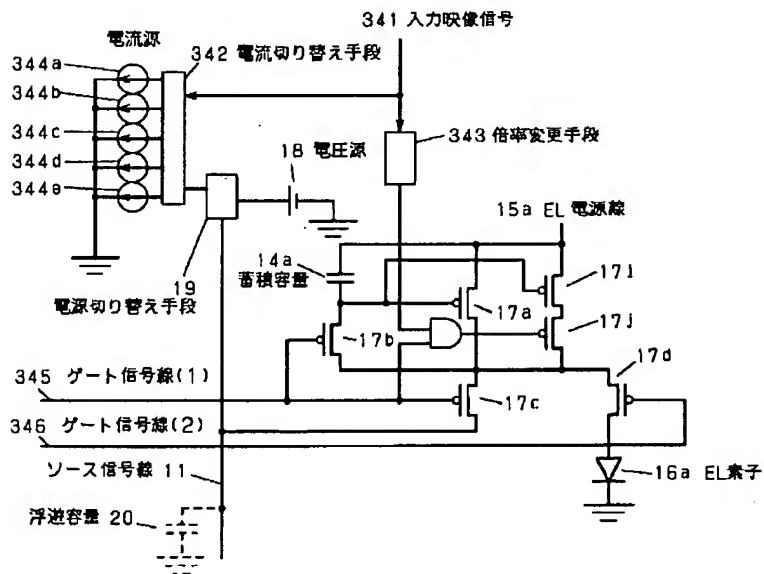 341 入力映像信号
電流源
344a
342 電流切り替え手段
344b
344c
343 倍率変更手段
344d
18 電圧源
344e
15a EL 電源線
14a
蓄積容量
17i
19
17a
電源切り替え手段
17j
17b
17d
345 ゲート信号線(1)
17c
346 ゲート信号線(2)
ソース信号線 11
16a EL素子
浮遊容量 20